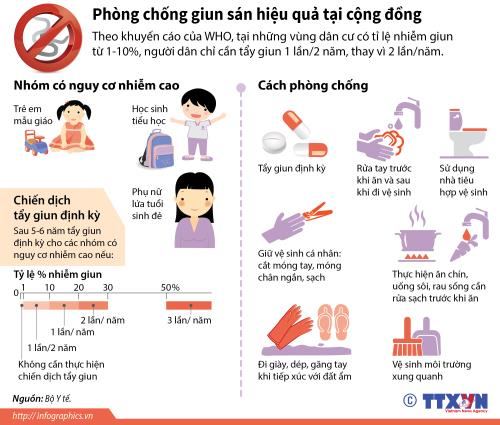 Phòng chống giun sán hiệu quả tại cộng đồng
Theo khuyến cáo của WHO, tại những vùng dân cư có tỉ lệ nhiễm giun
từ 1-10%, người dân chỉ cần tẩy giun 1 lần/2 năm, thay vì 2 lần/năm.
Nhóm có nguy cơ nhiễm cao
Trẻ em
mẫu giáo
Học sinh
tiểu học
Phụ nữ
lứa tuổi
sinh đẻ
Chiến dịch
tẩy giun định kỳ
Sau 5-6 năm tẩy giun
định kỳ cho các nhóm có
nguy cơ nhiễm cao nếu:
Tỷ lệ % nhiễm giun
0 1 10 20 30 50%
2 lần/ năm
3 lần/ năm
1 lần/ năm
1 lần/2 năm
Không cần thực hiện
chiến dịch tẩy giun
Cách phòng chống
Tẩy giun định kỳ
Rửa tay trước
khi ăn và sau
khi đi vệ sinh
Sử dụng
nhà tiêu
hợp vệ sinh
Giữ vệ sinh cá nhân:
cắt móng tay, móng
chân ngắn, sạch
Thực hiện ăn chín,
uống sôi, rau sống cần
rửa sạch trước khi ăn
Đi giày, dép, găng tay
khi tiếp xúc với đất ẩm
Vệ sinh môi trường
xung quanh
Nguồn: Bộ Y tế.
© TTXVN
Vietnam News Agency
http://infographics.vn